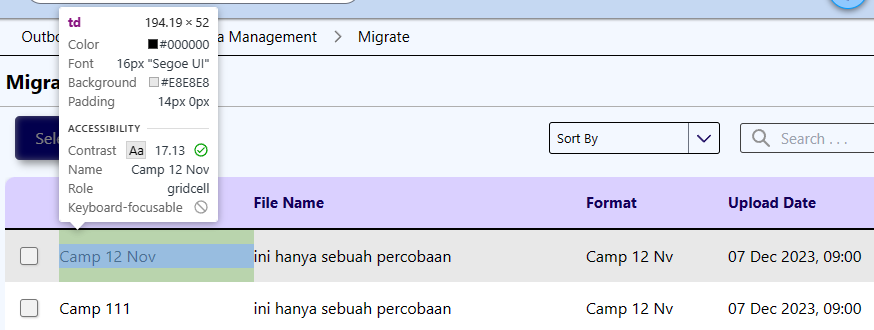 Outbo
a Management > Migrate
Migra
Sele
td 194.19 × 52
Color #000000
Font 16px "Segoe UI"
Background #E8E8E8
Padding 14px 0px
ACCESSIBILITY
Contrast Aa 17.13
Name Camp 12 Nov
Role gridcell
Keyboard-focusable
Sort By
Search . . .
File Name Format Upload Date
Camp 12 Nov ini hanya sebuah percobaan Camp 12 Nv 07 Dec 2023, 09:00
Camp 111 ini hanya sebuah percobaan Camp 12 Nv 07 Dec 2023, 09:00